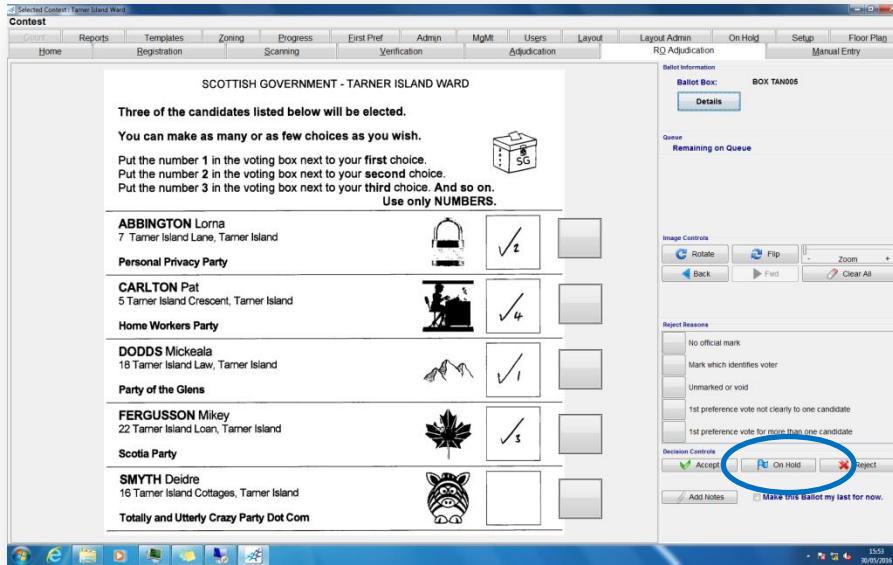 Selected Contest: Tarner Island Ward
Contest
Count Reports Templates Zoning Progress First Pref Admin MgMt Users Layout Layout Admin On Hold Setup Floor Plan
Home Registration Scanning Verification Adjudication RO Adjudication Manual Entry
SCOTTISH GOVERNMENT - TARNER ISLAND WARD
Three of the candidates listed below will be elected.
You can make as many or as few choices as you wish.
Put the number 1 in the voting box next to your first choice.
Put the number 2 in the voting box next to your second choice.
Put the number 3 in the voting box next to your third choice. And so on.
Use only NUMBERS.
SG
ABBINGTON Lorna
7 Tarner Island Lane, Tarner Island
Personal Privacy Party
2
CARLTON Pat
5 Tarner Island Crescent, Tarner Island
Home Workers Party
4
DODDS Mickeala
18 Tarner Island Law, Tarner Island
Party of the Glens
1
FERGUSSON Mikey
22 Tarner Island Loan, Tarner Island
Scotia Party
3
SMYTH Deidre
16 Tarner Island Cottages, Tarner Island
Totally and Utterly Crazy Party Dot Com
Ballot Information
Ballot Box: BOX TAN005
Details
Queue
Remaining on Queue
Image Controls
Rotate Flip - Zoom +
Back Fwd Clear All
Reject Reasons
No official mark
Mark which identifies voter
Unmarked or void
1st preference vote not clearly to one candidate
1st preference vote for more than one candidate
Decision Controls
Accept On Hold Reject
Add Notes Make this Ballot my last for now.
15:53
30/05/2016